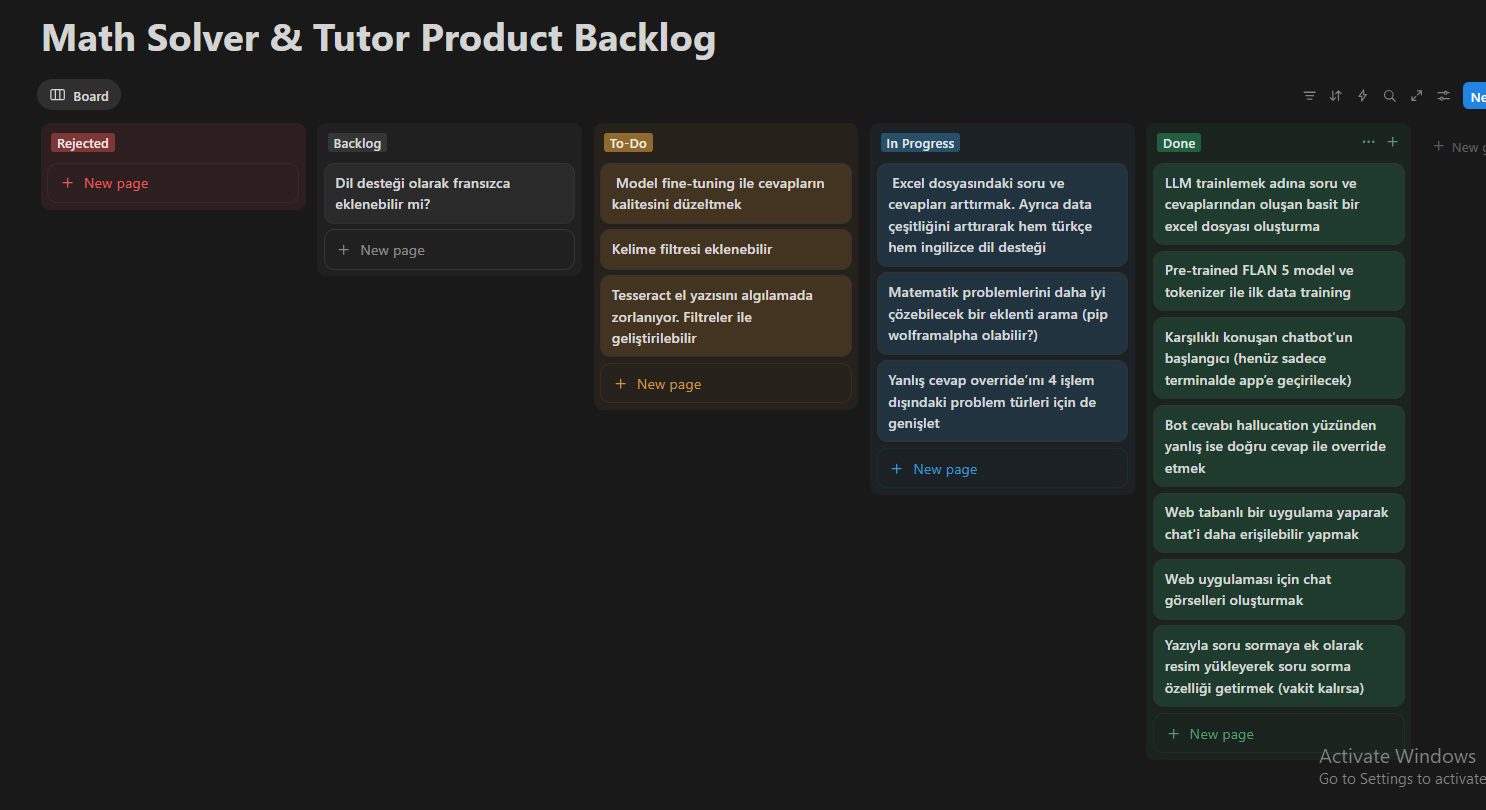 Math Solver & Tutor Product Backlog
Board
Ne
Rejected
New page
Backlog
Dil desteği olarak fransızca
eklenebilir mi?
New page
To-Do
Model fine-tuning ile cevapların
kalitesini düzeltmek
Kelime filtresi eklenebilir
Tesseract el yazısını algılamada
zorlanıyor. Filtreler ile
geliştirilebilir
New page
In Progress
Excel dosyasındaki soru ve
cevapları arttırmak. Ayrıca data
çeşitliğini arttırarak hem türkçe
hem ingilizce dil desteği
Matematik problemlerini daha iyi
çözebilecek bir eklenti arama (pip
wolframalpha olabilir?)
Yanlış cevap override’ını 4 işlem
dışındaki problem türleri için de
genişlet
New page
Done
LLM trainlemek adına soru ve
cevaplarından oluşan basit bir
excel dosyası oluşturma
Pre-trained FLAN 5 model ve
tokenizer ile ilk data training
Karşılıklı konuşan chatbot'un
başlangıcı (henüz sadece
terminalde app’e geçirilecek)
Bot cevabı hallucation yüzünden
yanlış ise doğru cevap ile override
etmek
Web tabanlı bir uygulama yaparak
chat'i daha erişilebilir yapmak
Web uygulaması için chat
görselleri oluşturmak
Yazıyla soru sormaya ek olarak
resim yükleyerek soru sorma
özelliği getirmek (vakit kalırsa)
New page
New g
Activate Windows
Go to Settings to activate